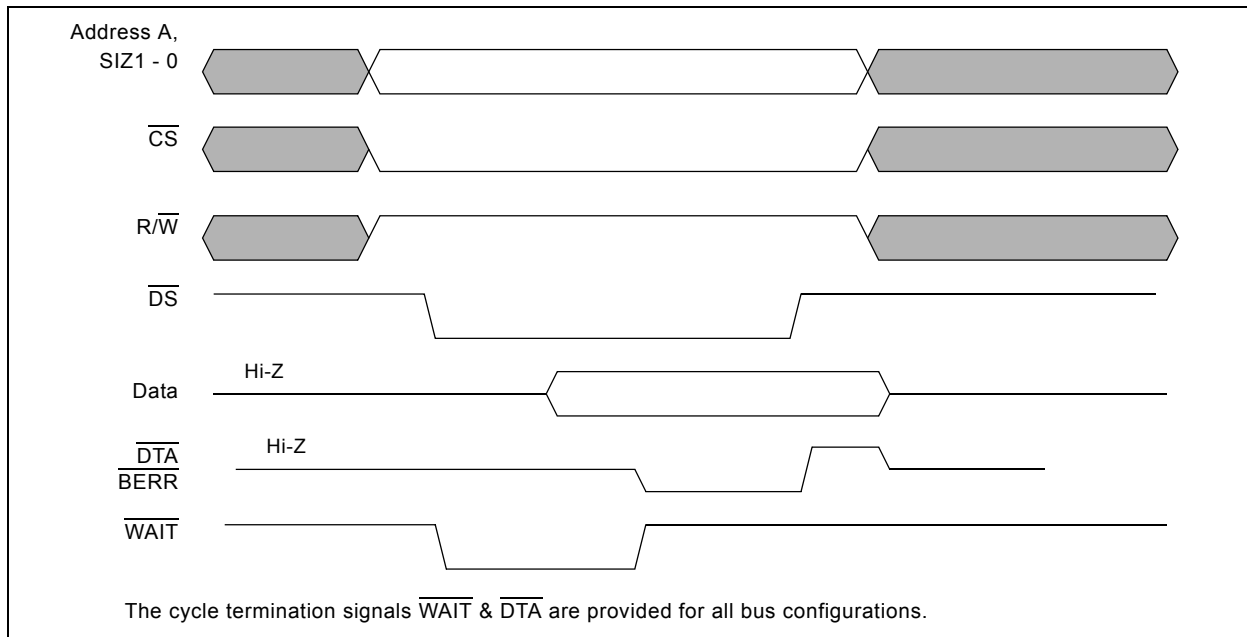 Address A,
SIZ1 - 0
CS
R/W
DS
Data
Hi-Z
DTA
BERR
Hi-Z
WAIT
The cycle termination signals WAIT & DTA are provided for all bus configurations.